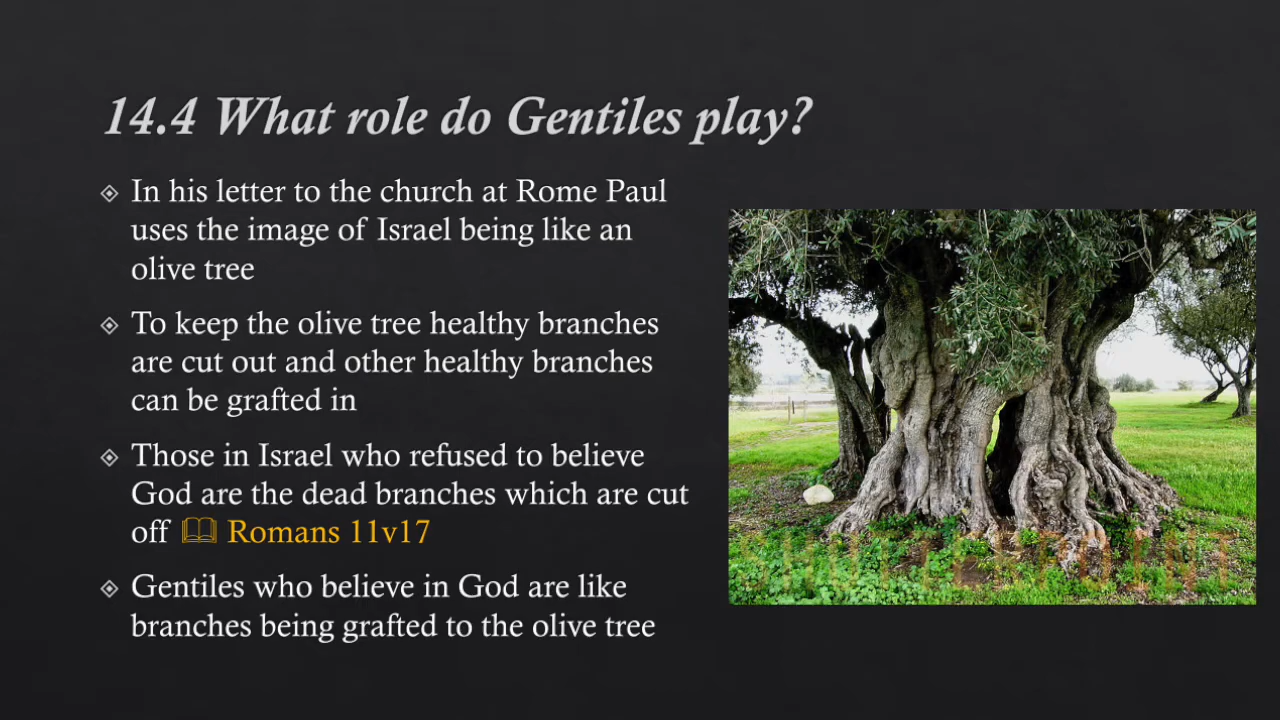 14.4 What role do Gentiles play?
In his letter to the church at Rome Paul
uses the image of Israel being like an
olive tree
To keep the olive tree healthy branches
are cut out and other healthy branches
can be grafted in
Those in Israel who refused to believe
God are the dead branches which are cut
off 📖 Romans 11v17
Gentiles who believe in God are like
branches being grafted to the olive tree